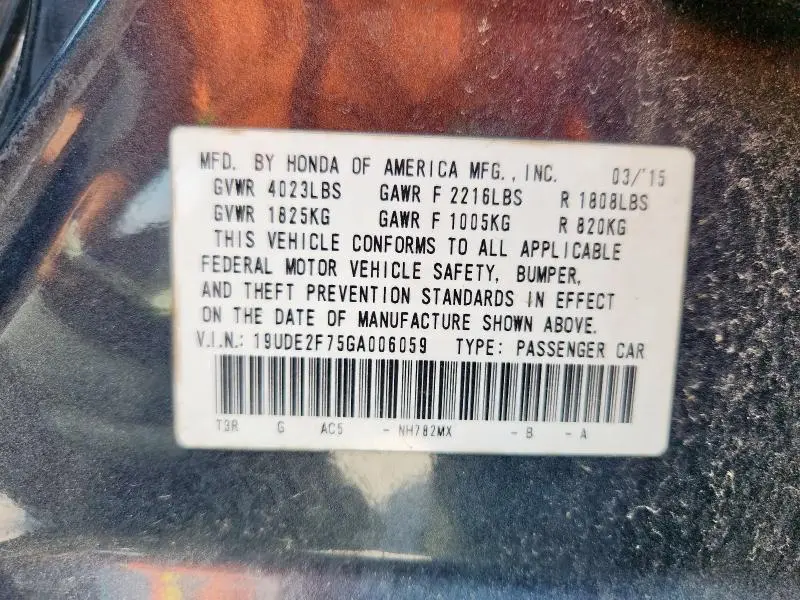 MFD. BY HONDA OF AMERICA MFG., INC. 03/'15
GVWR 4023LBS GAWR F 2216LBS R 1808LBS
GVWR 1825KG GAWR F 1005KG R 820KG
THIS VEHICLE CONFORMS TO ALL APPLICABLE
FEDERAL MOTOR VEHICLE SAFETY, BUMPER,
AND THEFT PREVENTION STANDARDS IN EFFECT
ON THE DATE OF MANUFACTURE SHOWN ABOVE.
V.I.N.: 19UDE2F75GA006059 TYPE: PASSENGER CAR
T3R G AC5 - NH782MX - B - A